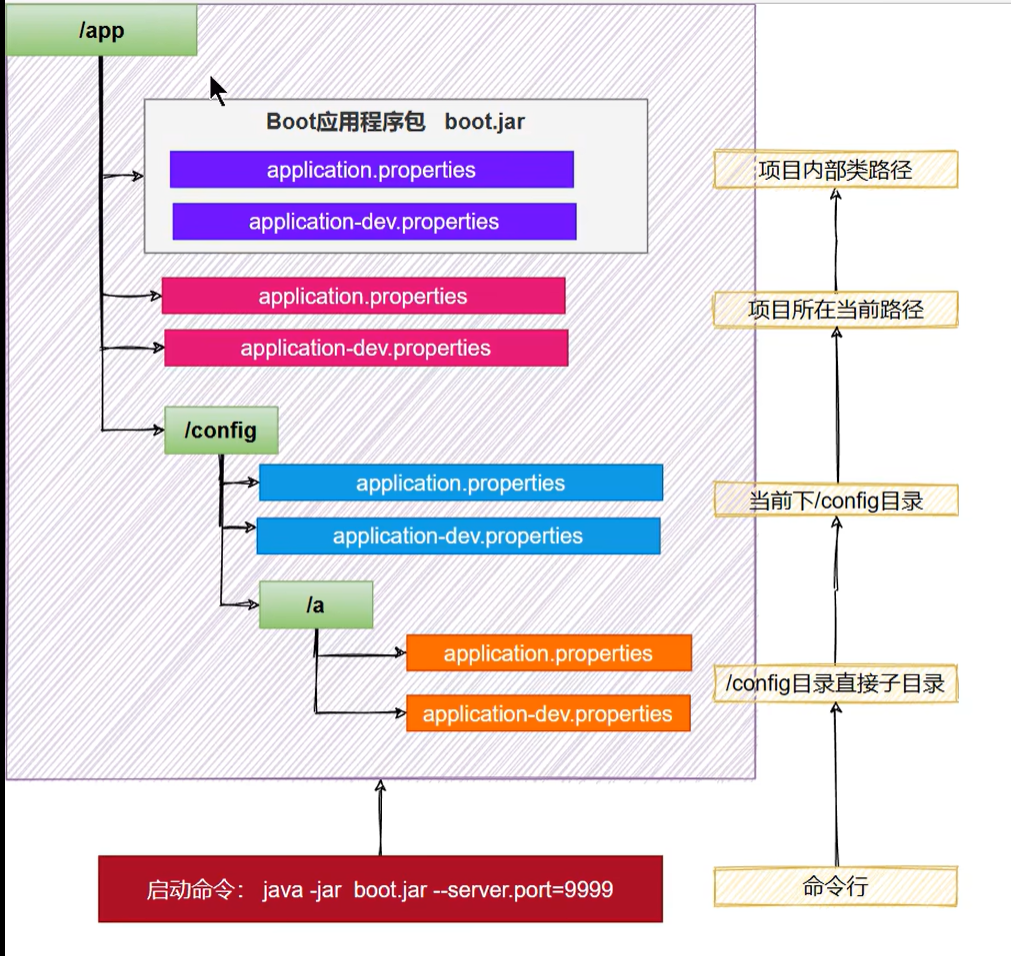 /app
Boot应用程序包 boot.jar
application.properties
application-dev.properties
application.properties
application-dev.properties
/config
application.properties
application-dev.properties
/a
application.properties
application-dev.properties
启动命令： java -jar boot.jar --server.port=9999
项目内部类路径
项目所在当前路径
当前下/config目录
/config目录直接子目录
命令行